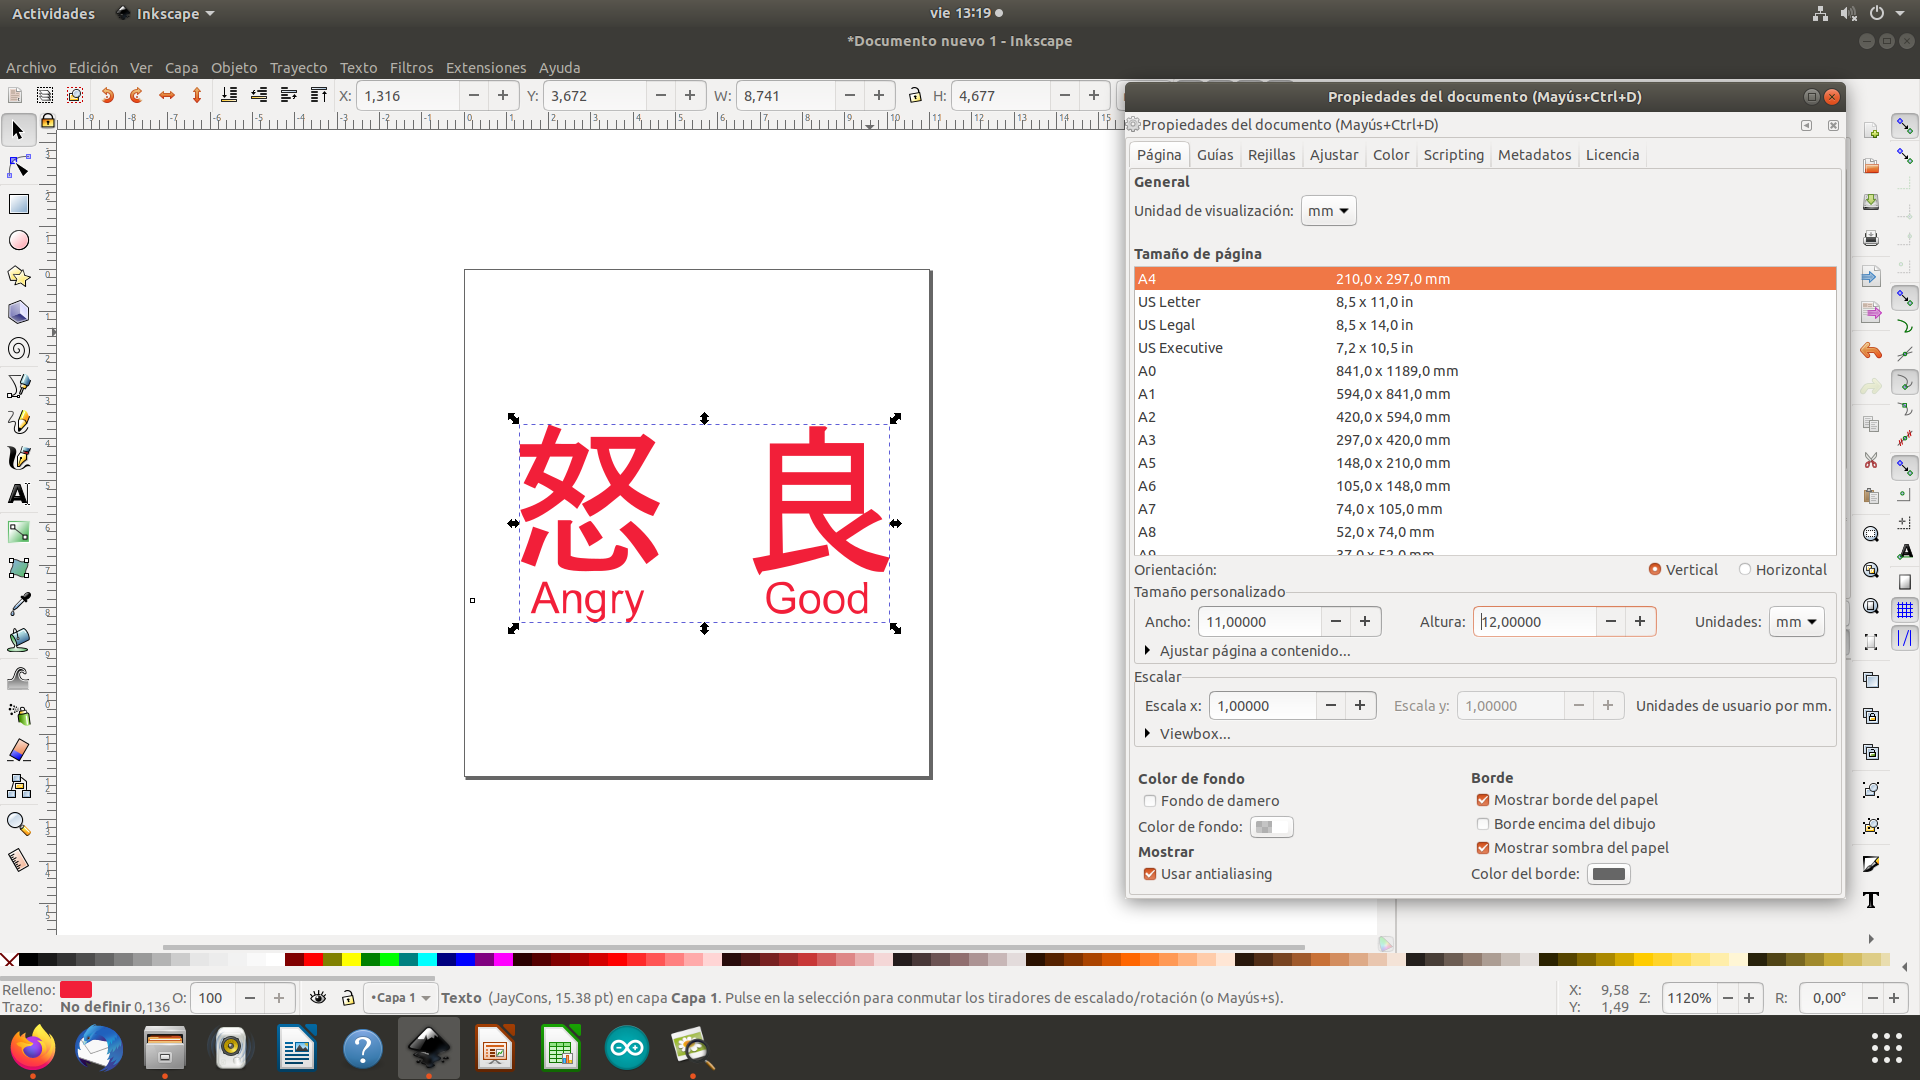 Actividades Inkscape vie 13:19
*Documento nuevo 1 - Inkscape
Archivo Edición Ver Capa Objeto Trayecto Texto Filtros Extensiones Ayuda
X: 1,316 Y: 3,672 W: 8,741 H: 4,677
Propiedades del documento (Mayús+Ctrl+D)
Propiedades del documento (Mayús+Ctrl+D)
Página Guías Rejillas Ajustar Color Scripting Metadatos Licencia
General
Unidad de visualización: mm
Tamaño de página
A4 210,0 x 297,0 mm
US Letter 8,5 x 11,0 in
US Legal 8,5 x 14,0 in
US Executive 7,2 x 10,5 in
A0 841,0 x 1189,0 mm
A1 594,0 x 841,0 mm
A2 420,0 x 594,0 mm
A3 297,0 x 420,0 mm
A5 148,0 x 210,0 mm
A6 105,0 x 148,0 mm
A7 74,0 x 105,0 mm
A8 52,0 x 74,0 mm
A9 37,0 x 52,0 mm
Orientación: Vertical Horizontal
Tamaño personalizado
Ancho: 11,00000 Altura: 12,00000 Unidades: mm
Ajustar página a contenido...
Escalar
Escala x: 1,00000 Escala y: 1,00000 Unidades de usuario por mm.
Viewbox...
Color de fondo
Fondo de damero
Color de fondo:
Mostrar
Usar antialiasing
Borde
Mostrar borde del papel
Borde encima del dibujo
Mostrar sombra del papel
Color del borde:
怒 良
Angry Good
Relleno:
Trazo: No definir 0,136
O: 100
•Capa 1
Texto (JayCons, 15.38 pt) en capa Capa 1. Pulse en la selección para conmutar los tiradores de escalado/rotación (o Mayús+s).
X: 9,58
Y: 1,49
Z: 1120% R: 0,00°